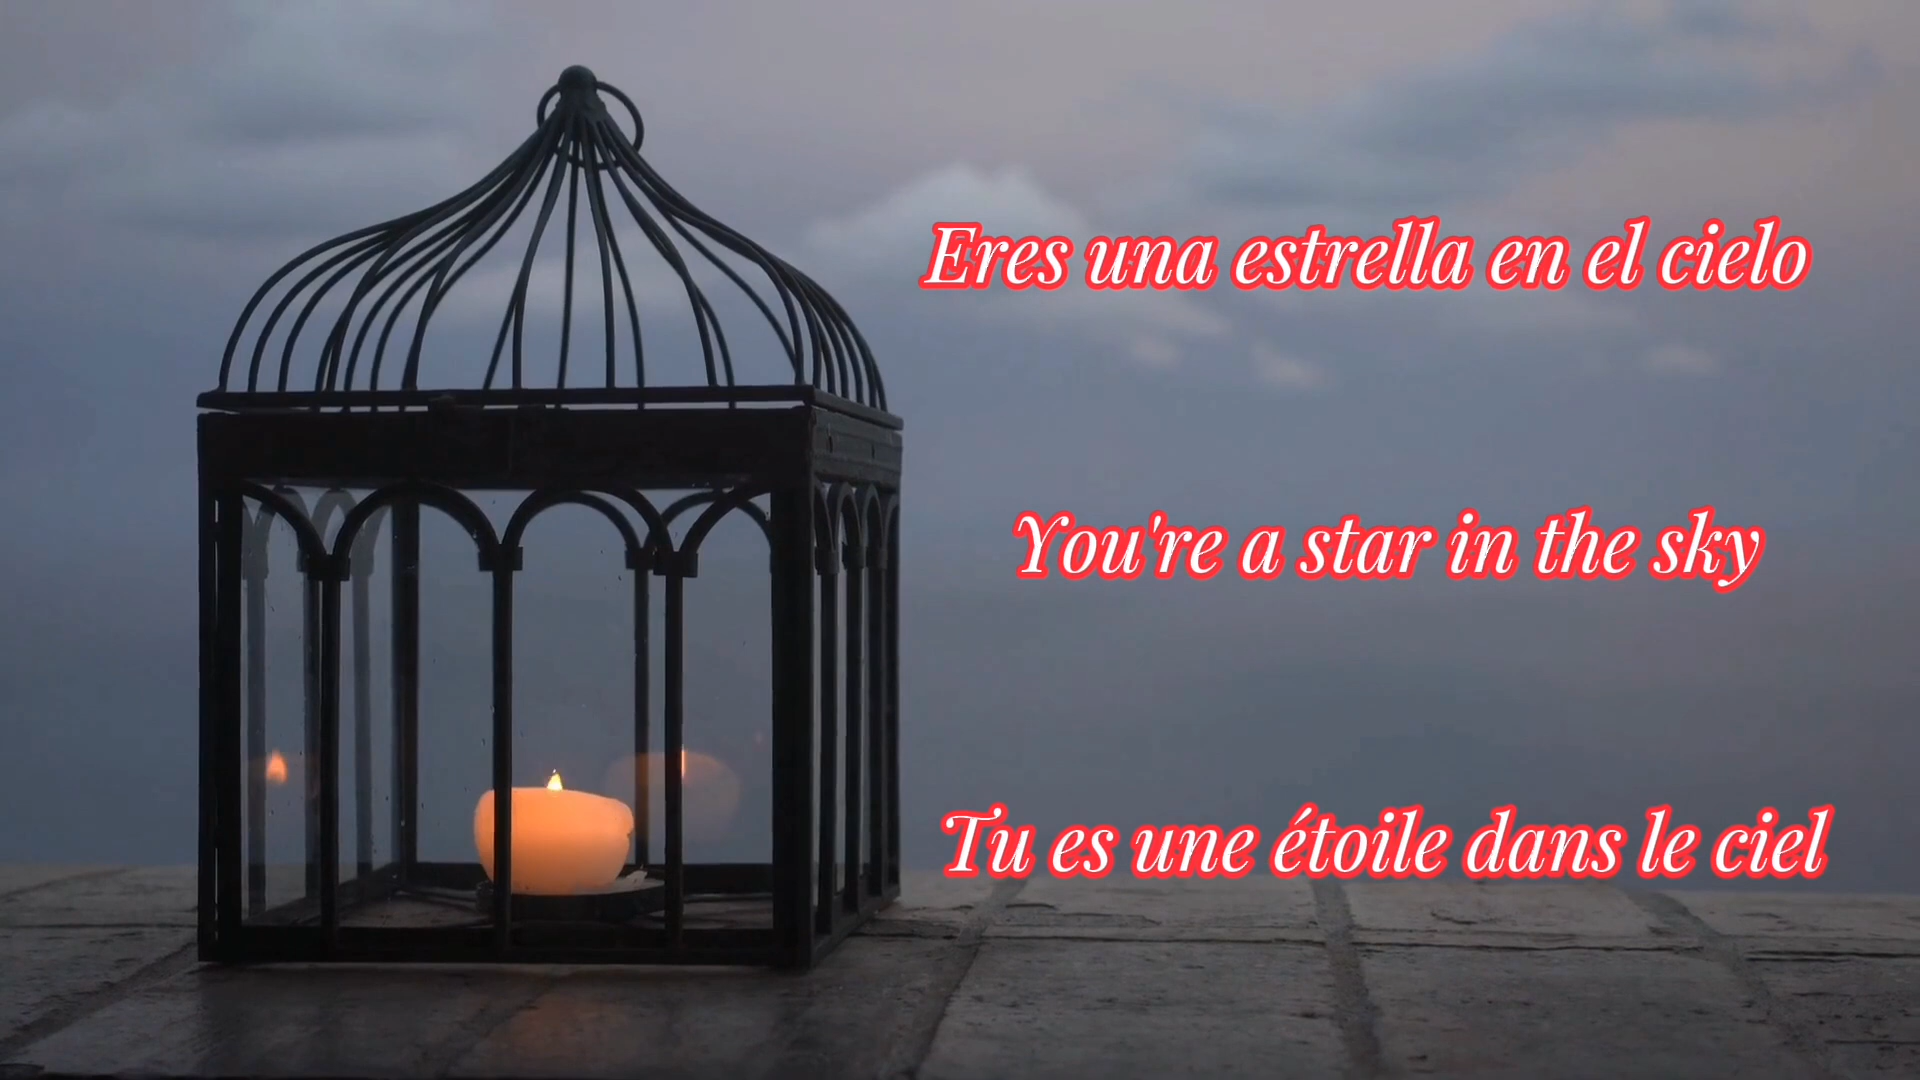 Eres una estrella en el cielo
You're a star in the sky
Tu es une étoile dans le ciel